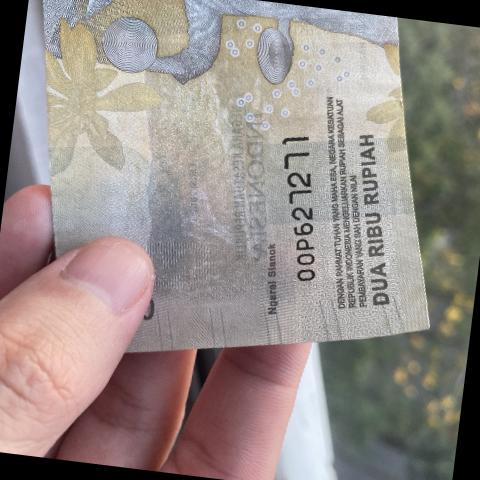 Ngarai Sianok
OOP627271
DENGAN RAHMAT TUHAN YANG MAHA ESA, NEGARA KESATUAN
REPUBLIK INDONESIA MENGELUARKAN RUPIAH SEBAGAI ALAT
PEMBAYARAN YANG SAH DENGAN NILAI
DUA RIBU RUPIAH